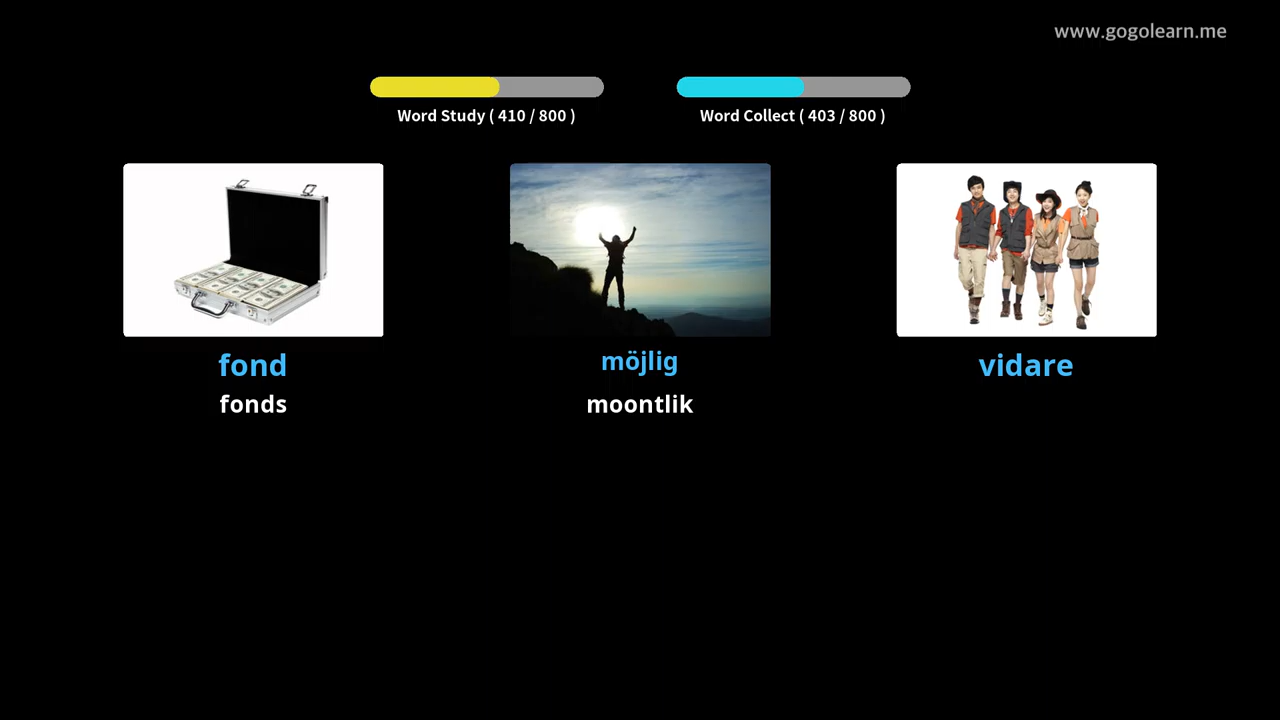 www.gogolearn.me
Word Study ( 410 / 800 )
Word Collect ( 403 / 800 )
fond
fonds
möjlig
moontlik
vidare